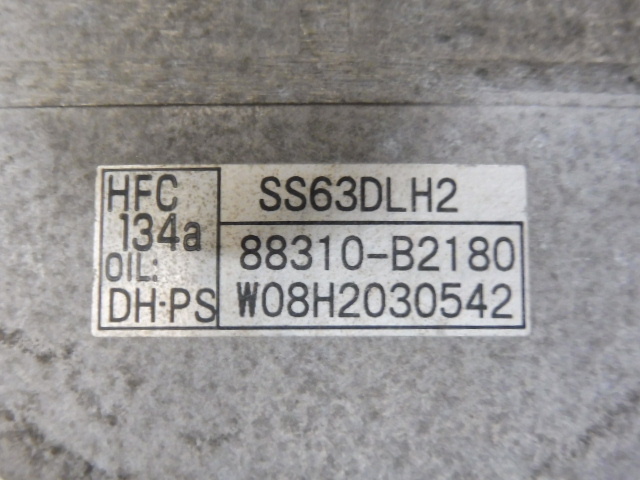 HFC
134a
OIL:
DH·PS
SS63DLH2
88310-B2180
W08H2030542